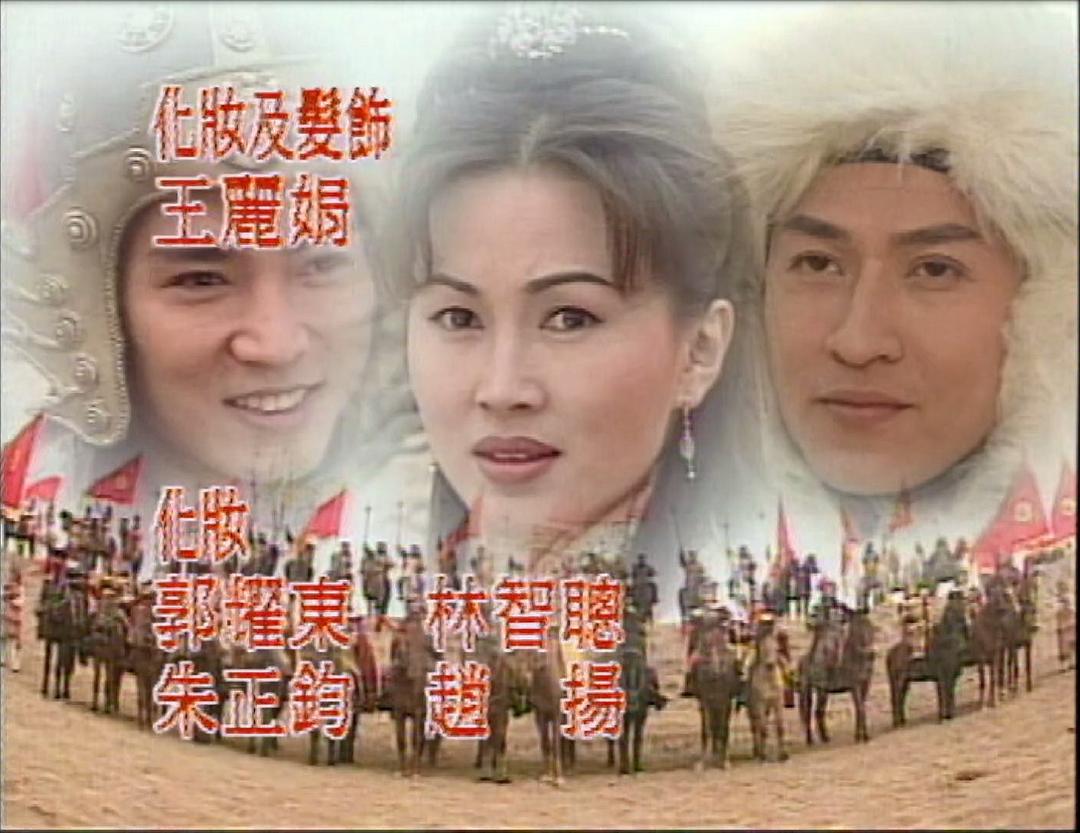 化妝及髮飾
王麗娟
化妝
郭耀東 林智聰
朱正鈞 趙 揚